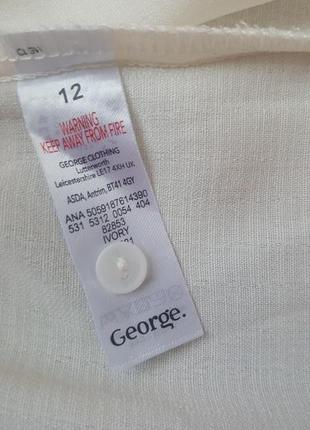 12
WARNING
KEEP AWAY FROM FIRE
GEORGE CLOTHING
Lutterworth
Leicestershire LE17 4XH UK
ASDA, Antrim, BT41 4GY
ANA 5059187614390
531 5312 0054 404
82853
IVORY
George.